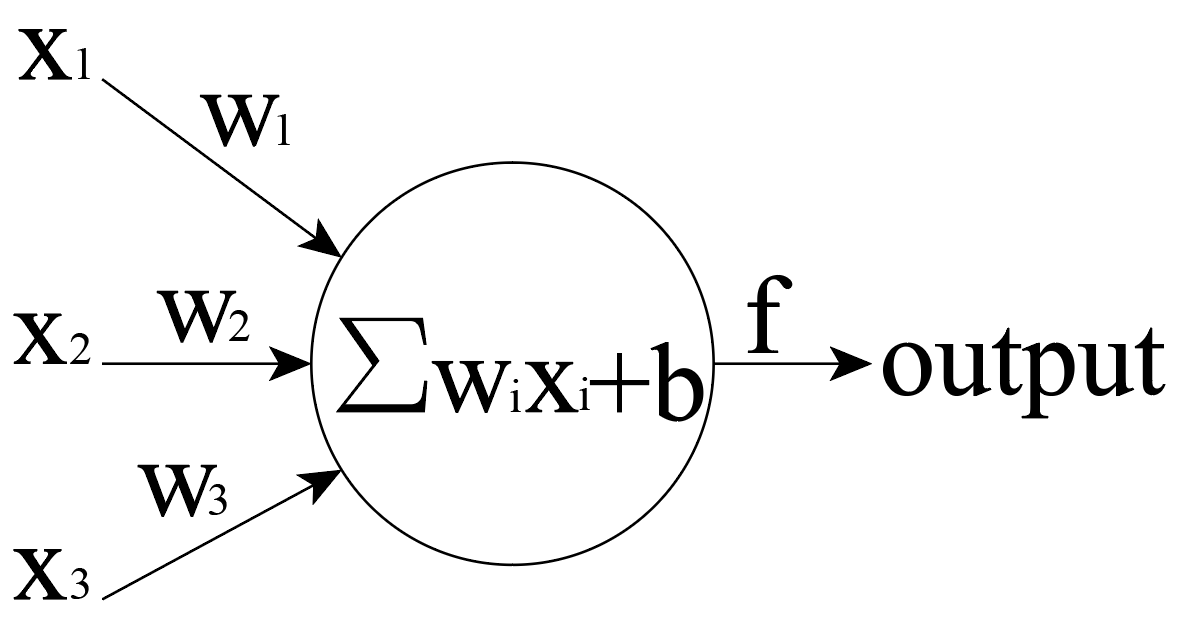 x₁
w₁
x₂
w₂
∑wᵢxᵢ+b
f
output
w₃
x₃